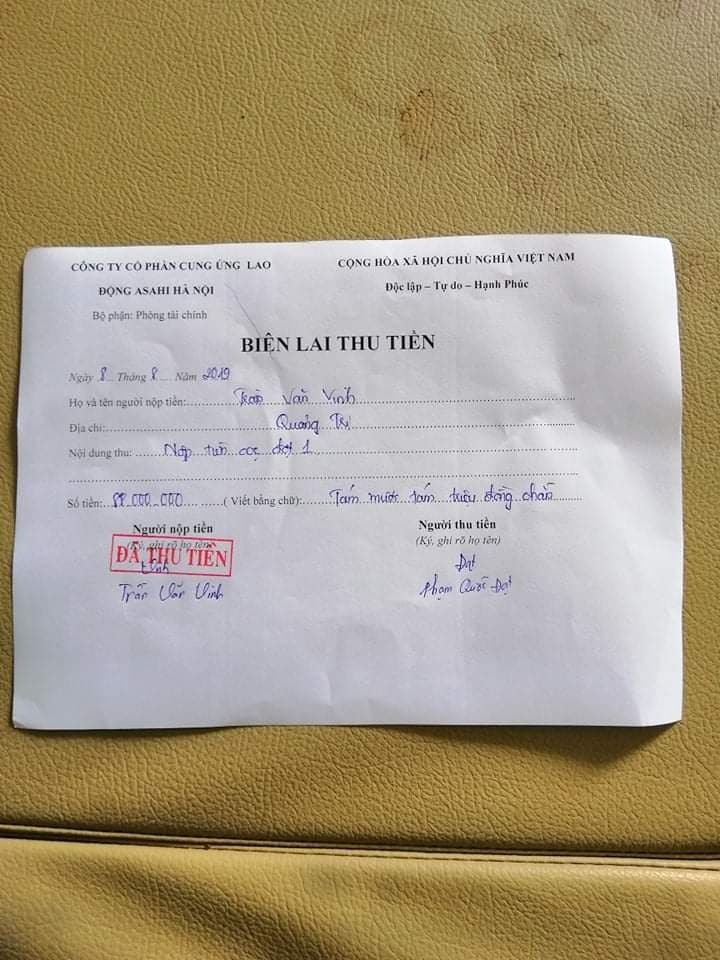 CÔNG TY CỔ PHẦN CUNG ỨNG LAO
ĐỘNG ASAHI HÀ NỘI
Bộ phận: Phòng tài chính
CỘNG HÒA XÃ HỘI CHỦ NGHĨA VIỆT NAM
Độc lập – Tự do – Hạnh Phúc
BIÊN LAI THU TIỀN
Ngày 8 Tháng 8 Năm 2019
Họ và tên người nộp tiền: Trần Văn Vinh
Địa chỉ: Quảng Trị
Nội dung thu: Nộp tiền cọc đợt 1
Số tiền: 88.000.000 (Viết bằng chữ): Tám mươi tám triệu đồng chẵn
Người nộp tiền
(Ký, ghi rõ họ tên)
ĐÃ THU TIỀN
Vinh
Trần Văn Vinh
Người thu tiền
(Ký, ghi rõ họ tên)
Đạt
Phạm Quốc Đạt